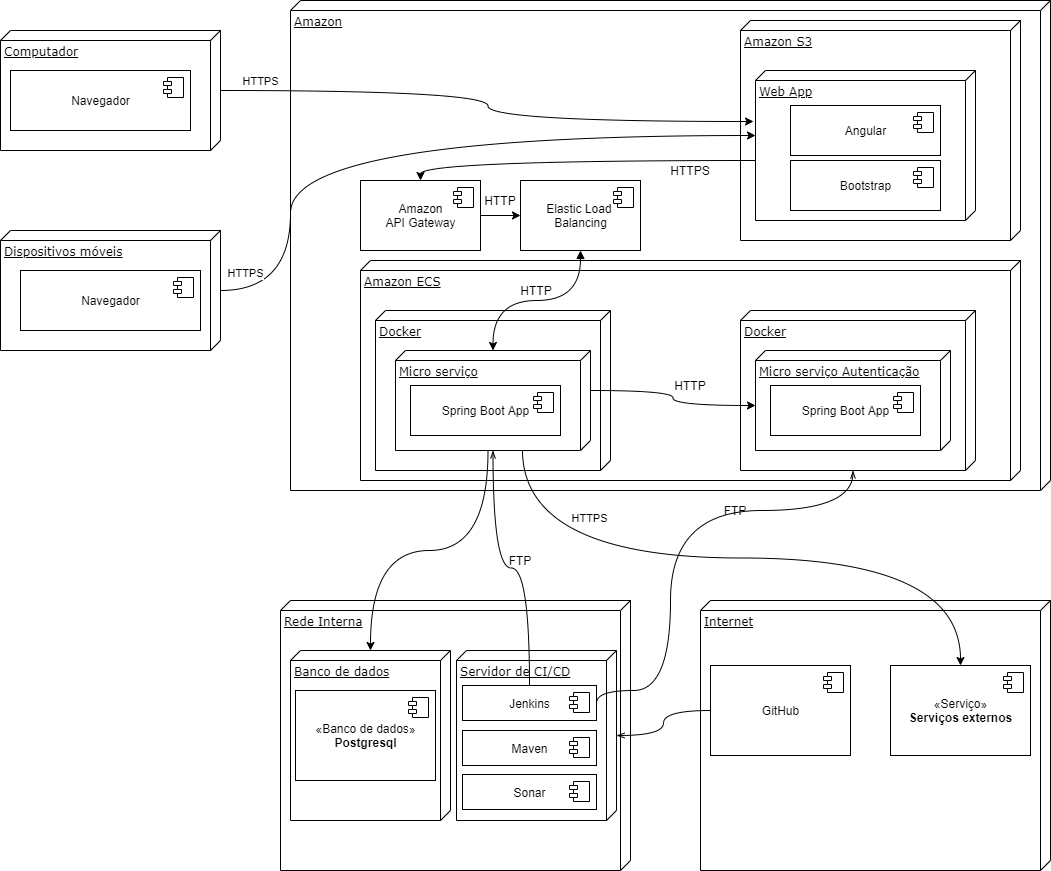 Amazon
Computador
Navegador
HTTPS
Amazon S3
Web App
Angular
Bootstrap
HTTPS
Dispositivos móveis
Navegador
HTTPS
Amazon
API Gateway
HTTP
Elastic Load
Balancing
Amazon ECS
HTTP
Docker
Micro serviço
Spring Boot App
HTTP
Docker
Micro serviço Autenticação
Spring Boot App
HTTPS
FTP
FTP
Rede Interna
Banco de dados
«Banco de dados»
Postgresql
Servidor de CI/CD
Jenkins
Maven
Sonar
Internet
GitHub
«Serviço»
Serviços externos